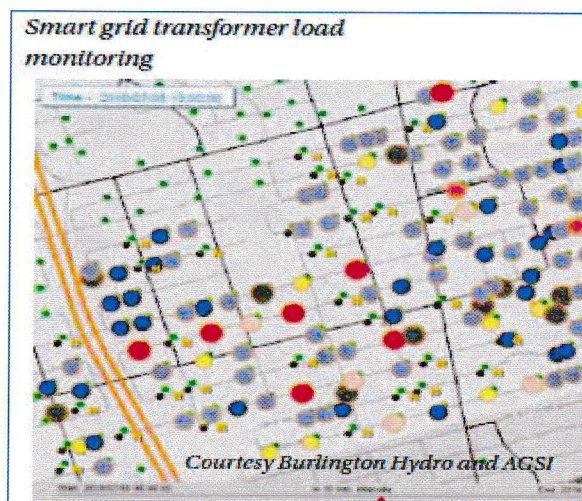 Smart grid transformer load
monitoring
Courtesy Burlington Hydro and AGSI